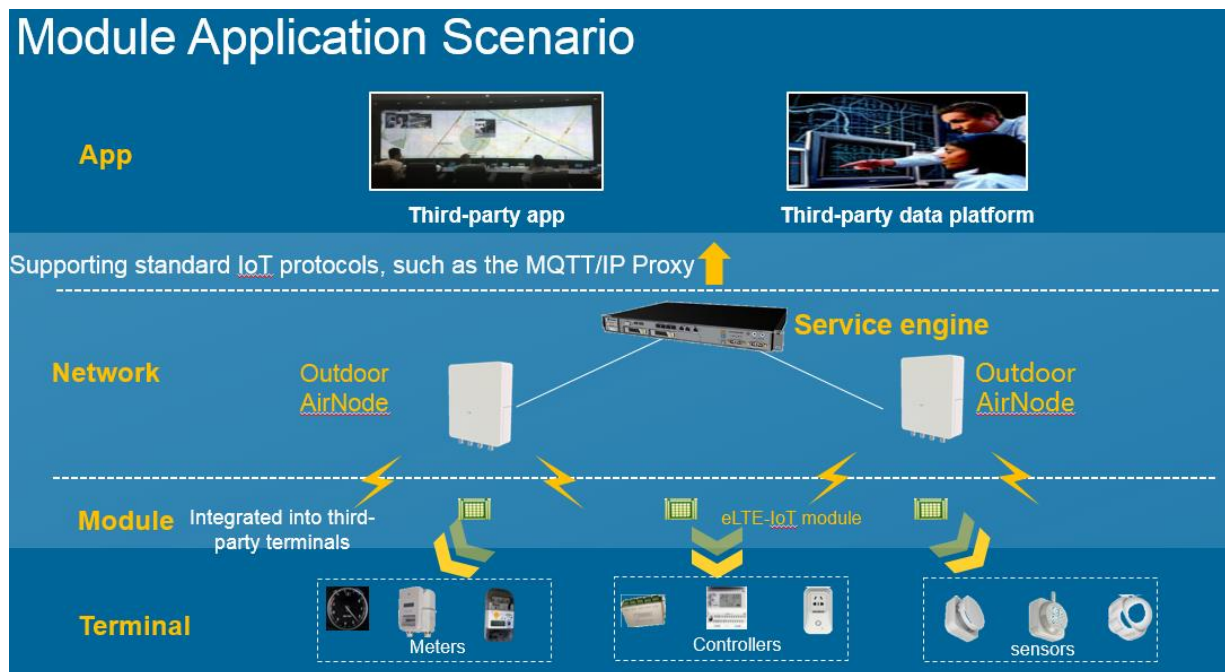 Module Application Scenario
App
Third-party app
Third-party data platform
Supporting standard IoT protocols, such as the MQTT/IP Proxy
Service engine
Network
Outdoor
AirNode
Outdoor
AirNode
Module
Integrated into third-
party terminals
eLTE-IoT module
Terminal
Meters
Controllers
sensors